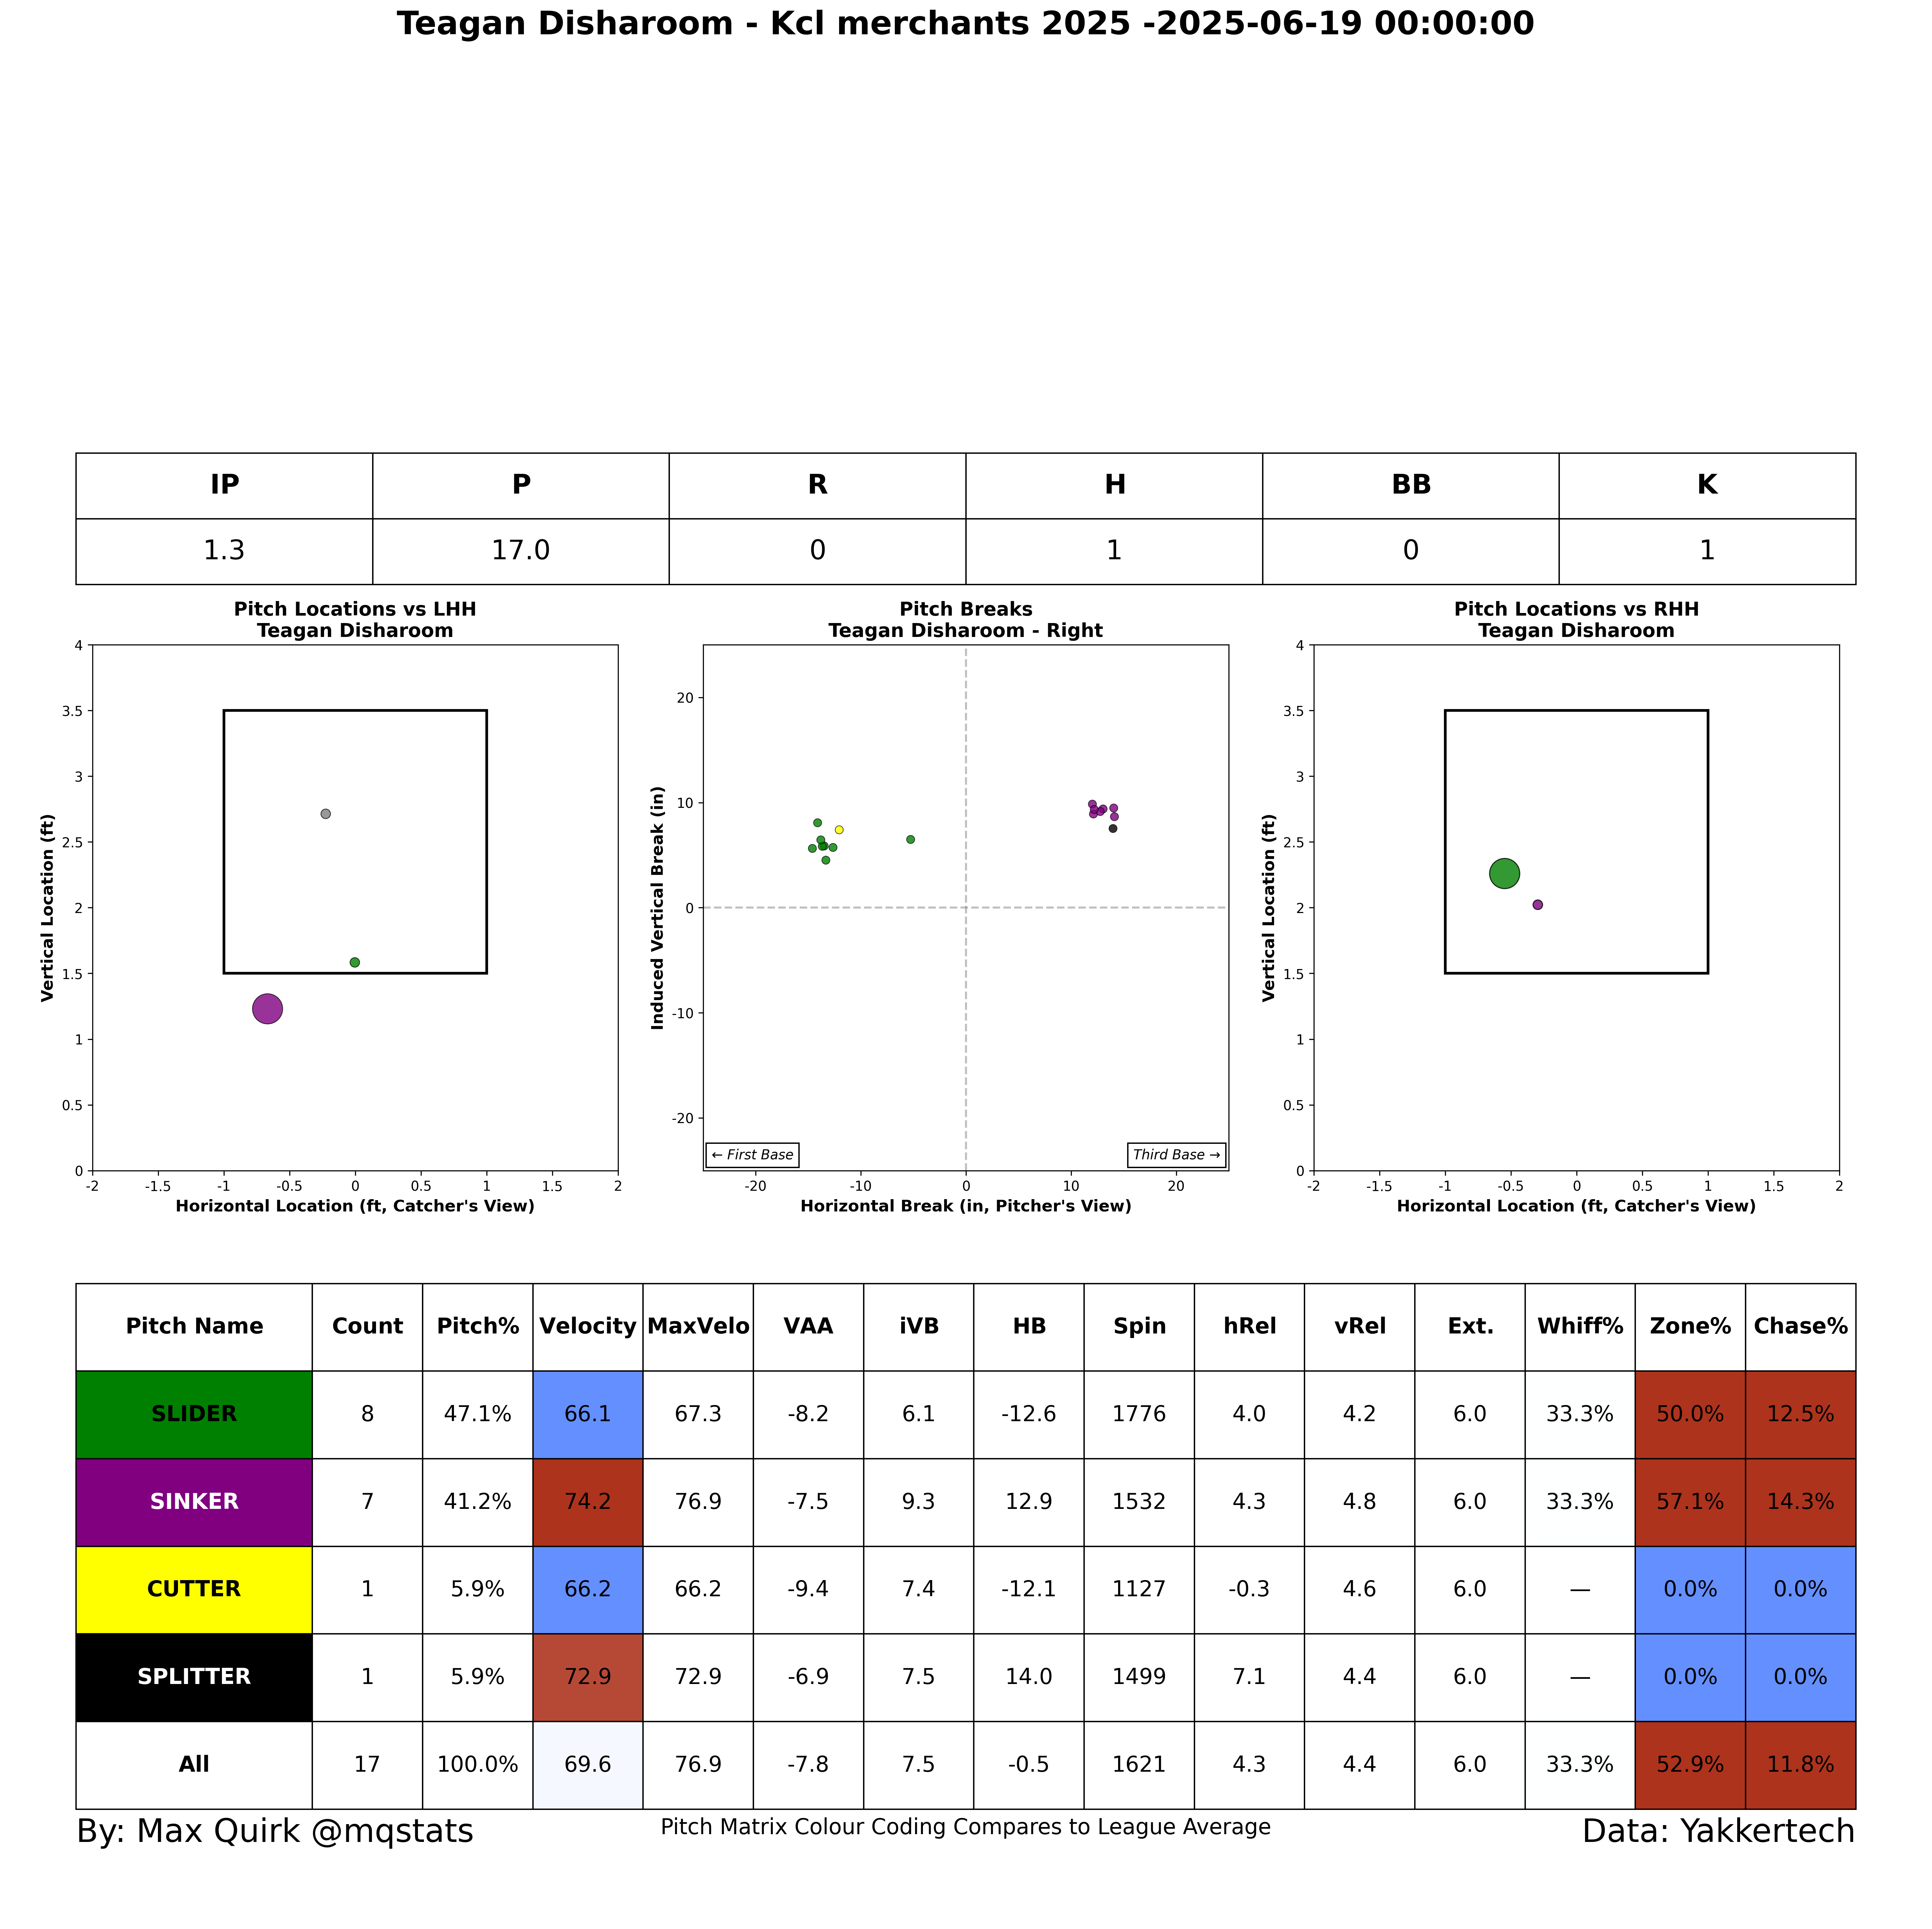 Teagan Disharoom - Kcl merchants 2025 -2025-06-19 00:00:00
IP P R H BB K
1.3 17.0 0 1 0 1
Pitch Locations vs LHH
Teagan Disharoom
4
3.5
3
2.5
2
1.5
1
0.5
0
-2 -1.5 -1 -0.5 0 0.5 1 1.5 2
Vertical Location (ft)
Horizontal Location (ft, Catcher's View)
Pitch Breaks
Teagan Disharoom - Right
20
10
0
-10
-20
← First Base
Third Base →
-20 -10 0 10 20
Induced Vertical Break (in)
Horizontal Break (in, Pitcher's View)
Pitch Locations vs RHH
Teagan Disharoom
4
3.5
3
2.5
2
1.5
1
0.5
0
-2 -1.5 -1 -0.5 0 0.5 1 1.5 2
Vertical Location (ft)
Horizontal Location (ft, Catcher's View)
Pitch Name Count Pitch% Velocity MaxVelo VAA iVB HB Spin hRel vRel Ext. Whiff% Zone% Chase%
SLIDER 8 47.1% 66.1 67.3 -8.2 6.1 -12.6 1776 4.0 4.2 6.0 33.3% 50.0% 12.5%
SINKER 7 41.2% 74.2 76.9 -7.5 9.3 12.9 1532 4.3 4.8 6.0 33.3% 57.1% 14.3%
CUTTER 1 5.9% 66.2 66.2 -9.4 7.4 -12.1 1127 -0.3 4.6 6.0 — 0.0% 0.0%
SPLITTER 1 5.9% 72.9 72.9 -6.9 7.5 14.0 1499 7.1 4.4 6.0 — 0.0% 0.0%
All 17 100.0% 69.6 76.9 -7.8 7.5 -0.5 1621 4.3 4.4 6.0 33.3% 52.9% 11.8%
By: Max Quirk @mqstats
Pitch Matrix Colour Coding Compares to League Average
Data: Yakkertech